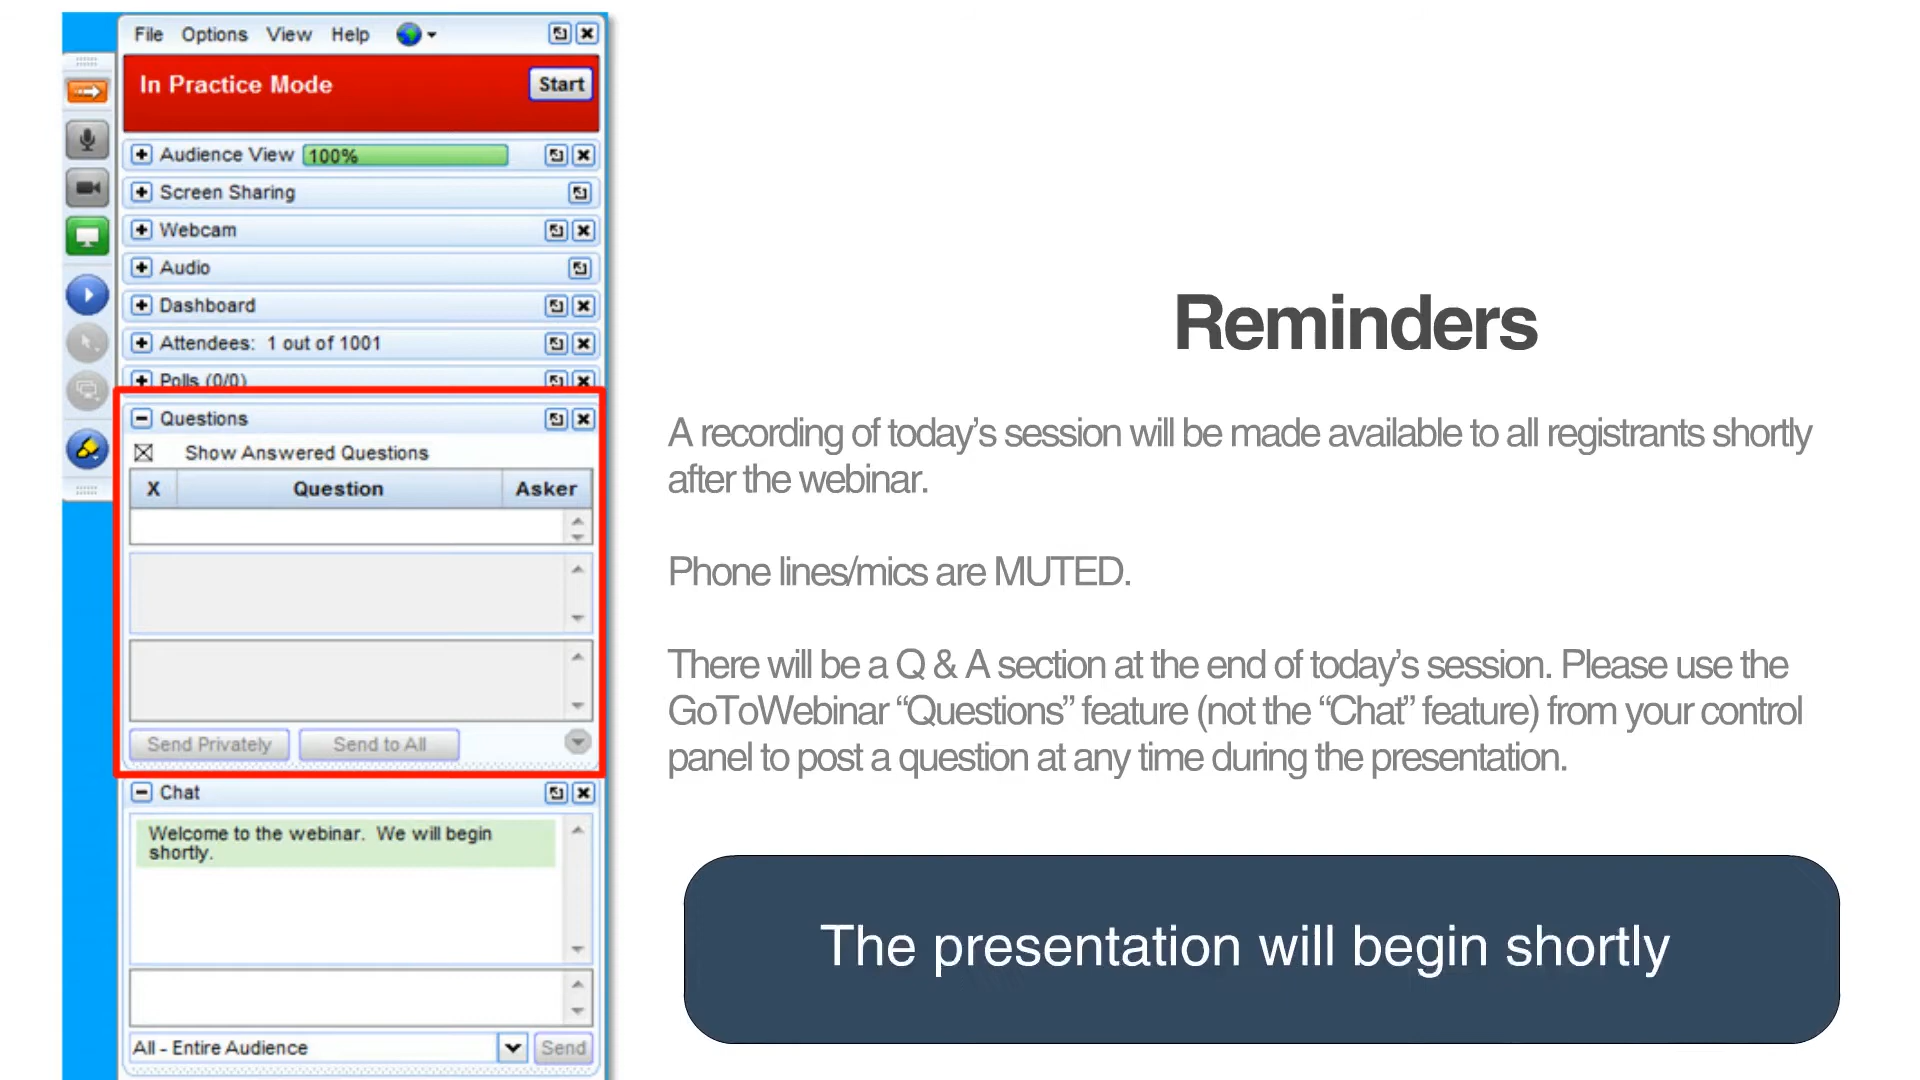 File Options View Help
In Practice Mode Start
Audience View 100%
Screen Sharing
Webcam
Audio
Dashboard
Attendees: 1 out of 1001
Polls (0/0)
Questions
Show Answered Questions
X Question Asker
Send Privately Send to All
Chat
Welcome to the webinar. We will begin
shortly.
All - Entire Audience Send
Reminders
A recording of today’s session will be made available to all registrants shortly
after the webinar.
Phone lines/mics are MUTED.
There will be a Q & A section at the end of today’s session. Please use the
GoToWebinar “Questions” feature (not the “Chat” feature) from your control
panel to post a question at any time during the presentation.
The presentation will begin shortly